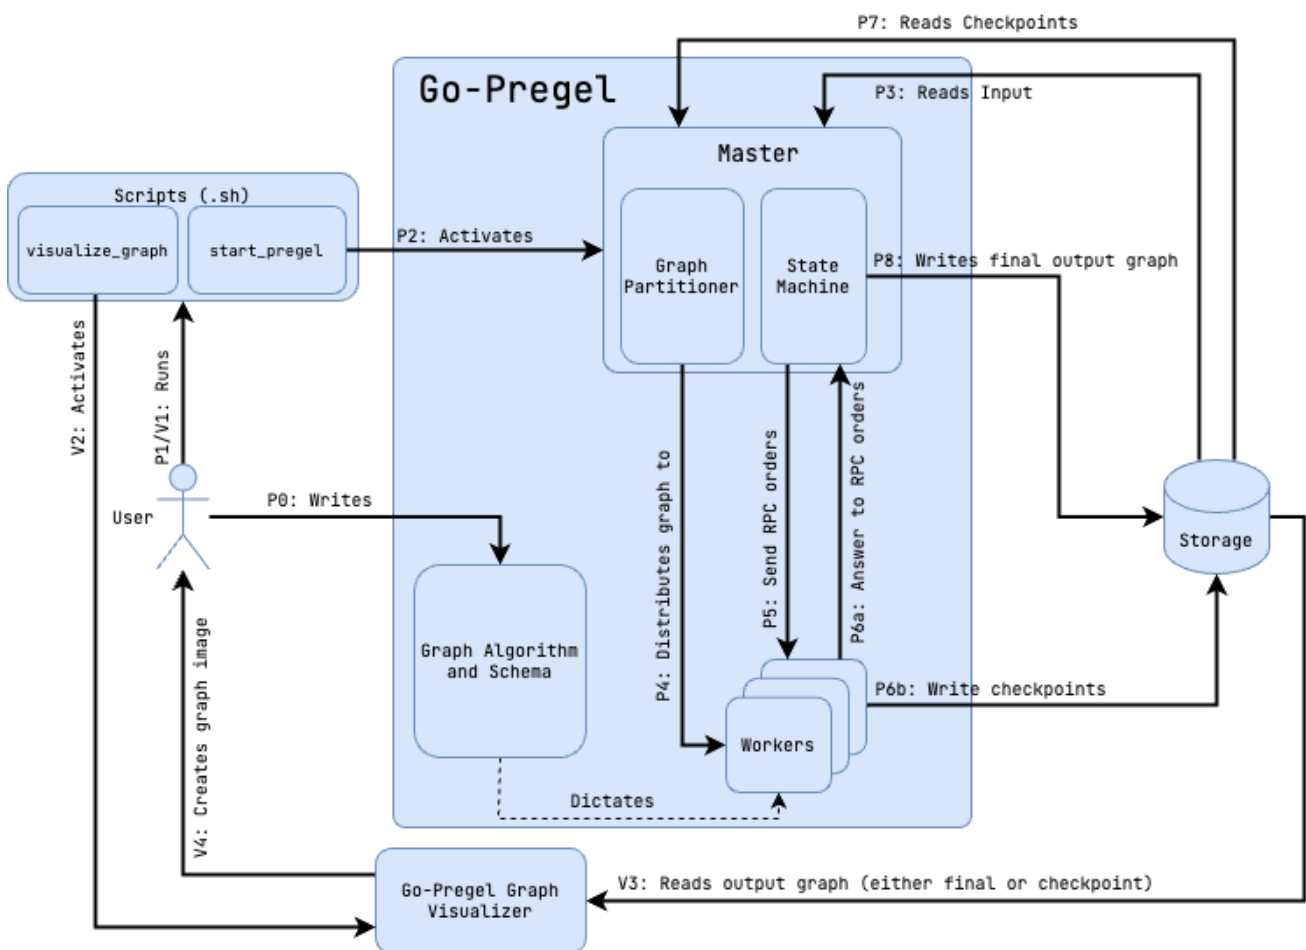 P7: Reads Checkpoints
Go-Pregel
P3: Reads Input
Master
Scripts (.sh)
visualize_graph
start_pregel
P2: Activates
Graph
Partitioner
State
Machine
P8: Writes final output graph
V2: Activates
P1/V1: Runs
User
P0: Writes
P4: Distributes graph to
P5: Send RPC orders
P6a: Answer to RPC orders
Storage
Graph Algorithm
and Schema
V4: Creates graph image
P6b: Write checkpoints
Workers
Dictates
Go-Pregel Graph
Visualizer
V3: Reads output graph (either final or checkpoint)